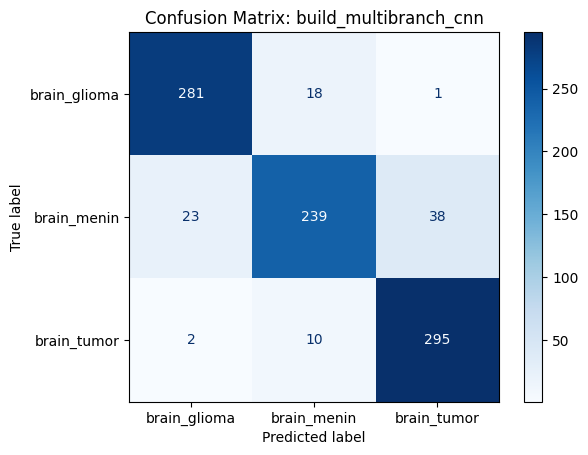 Confusion Matrix: build_multibranch_cnn
True label
brain_glioma 281 18 1
brain_menin 23 239 38
brain_tumor 2 10 295
brain_glioma brain_menin brain_tumor
Predicted label
250
200
150
100
50